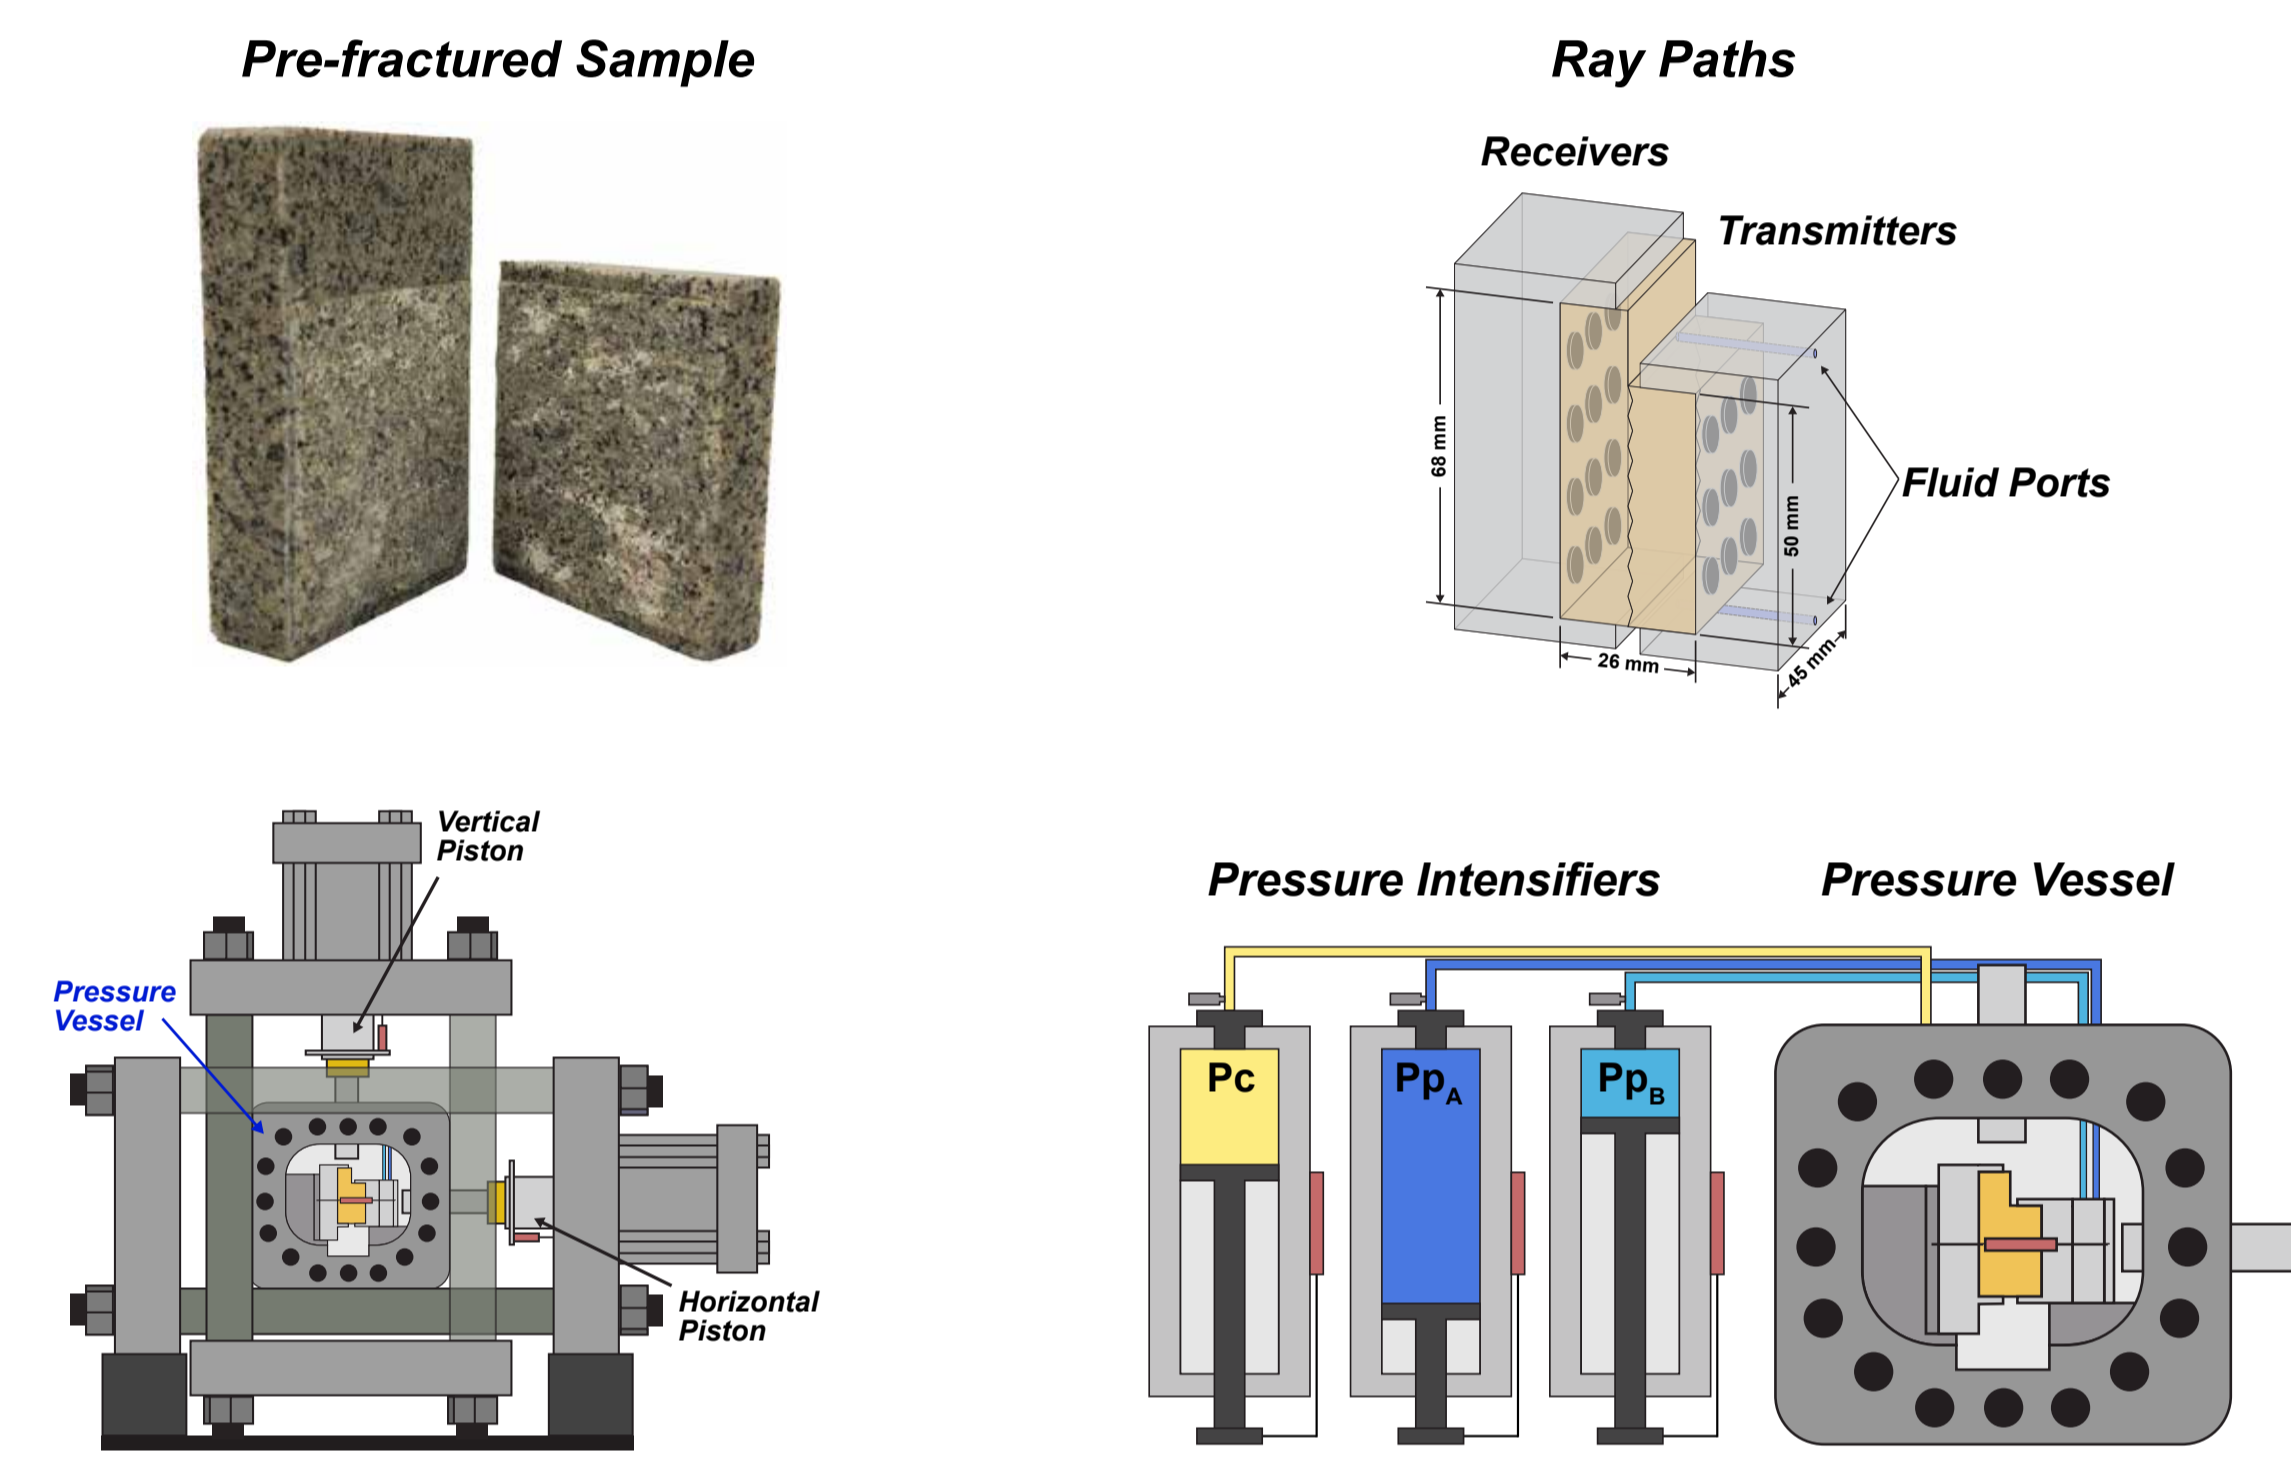 Pre-fractured Sample
Ray Paths
Receivers
Transmitters
68 mm
50 mm
Fluid Ports
26 mm
45 mm
Vertical
Piston
Pressure
Vessel
Horizontal
Piston
Pressure Intensifiers
Pressure Vessel
Pc
PpA
PpB